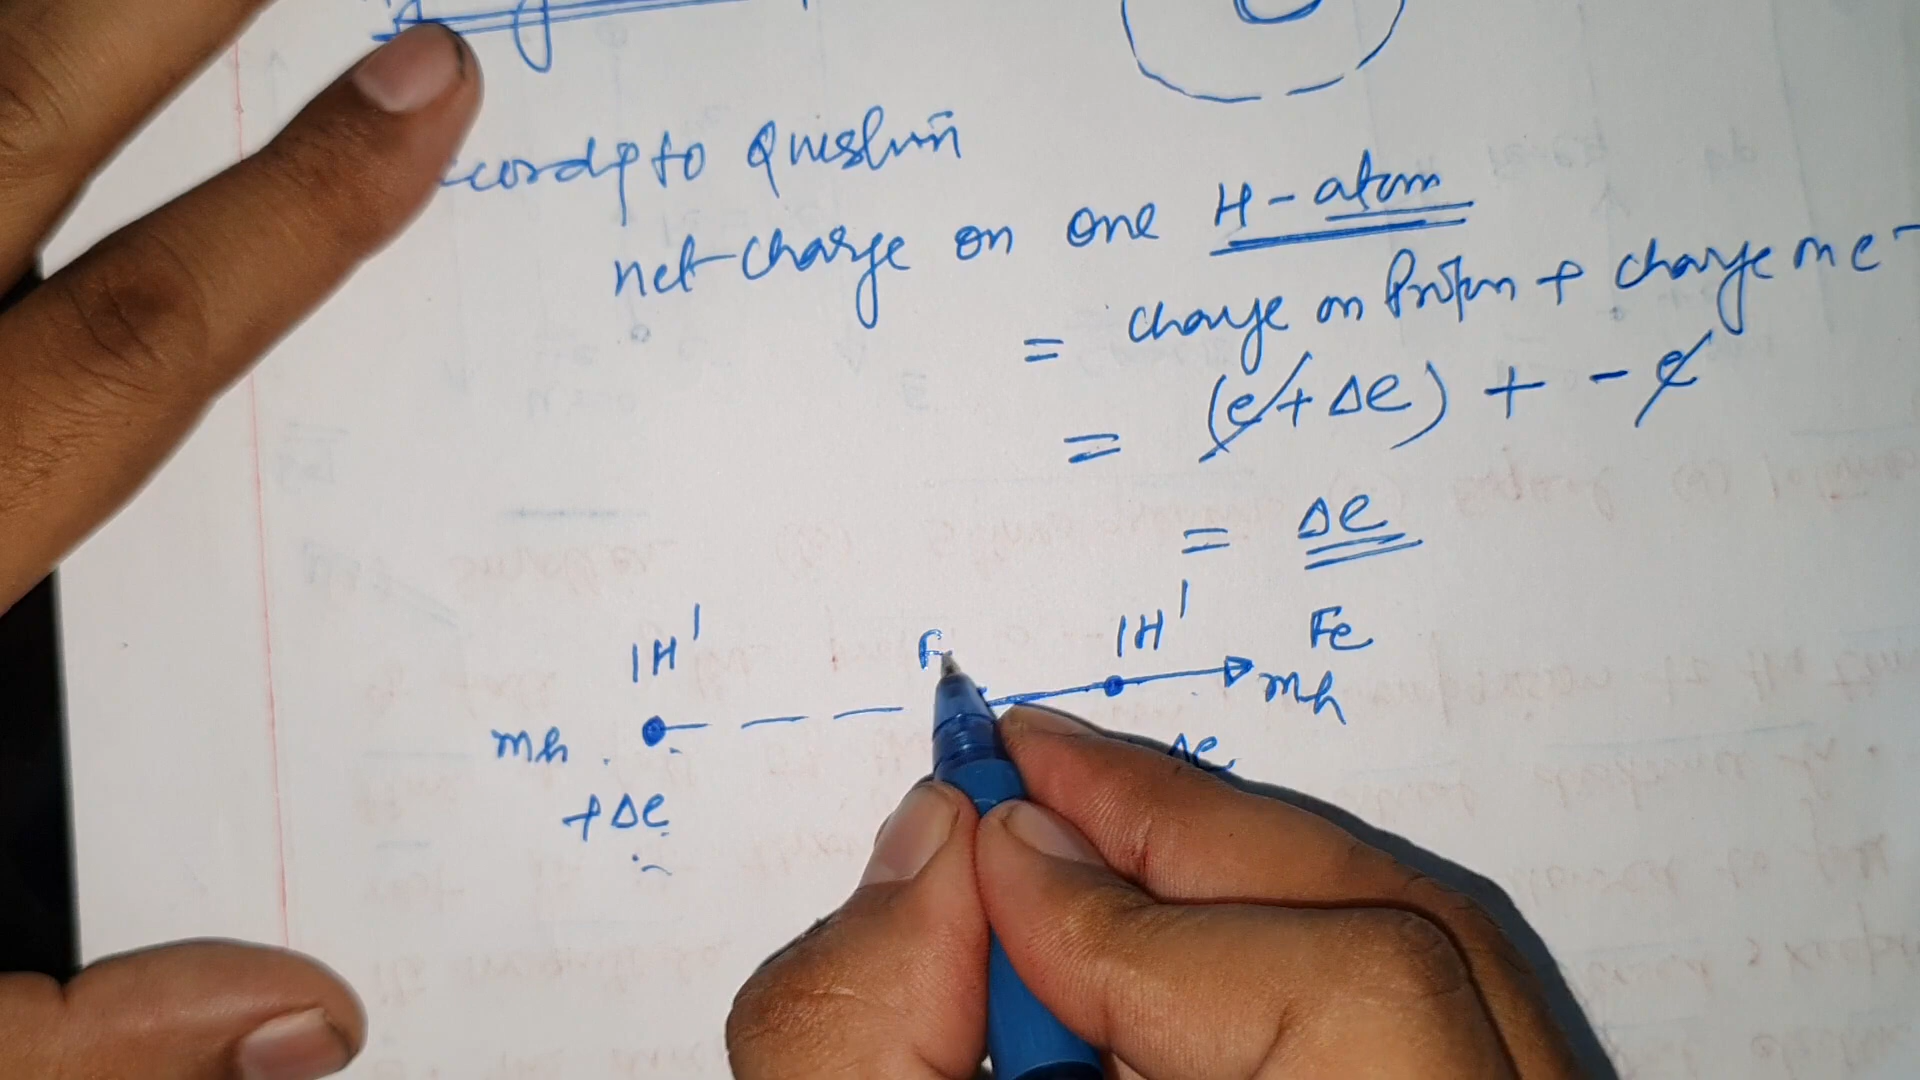 According to Question
net charge on one H-atom
= charge on Proton + charge on e⁻
= (e + Δe) + - e
= Δe
1H¹ F 1H¹ Fe
mh mh
+Δe Δe